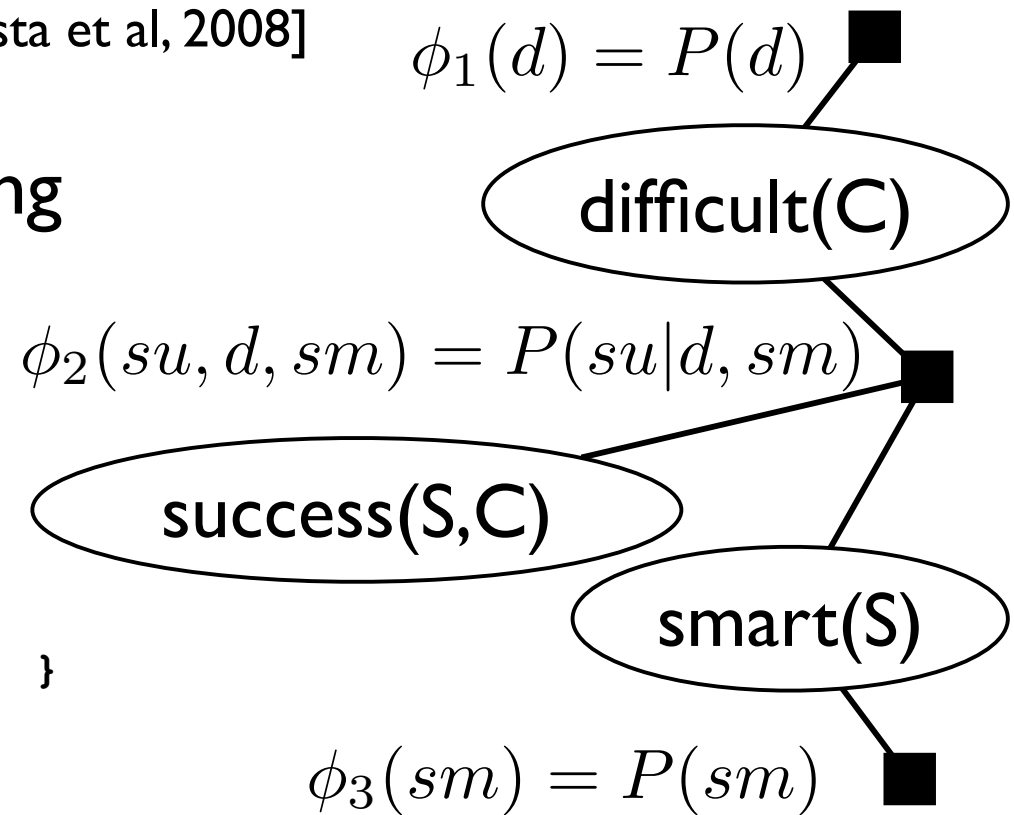 sta et al, 2008]
ϕ₁(d) = P(d)
ng
difficult(C)
ϕ₂(su, d, sm) = P(su|d, sm)
success(S,C)
smart(S)
}
ϕ₃(sm) = P(sm)